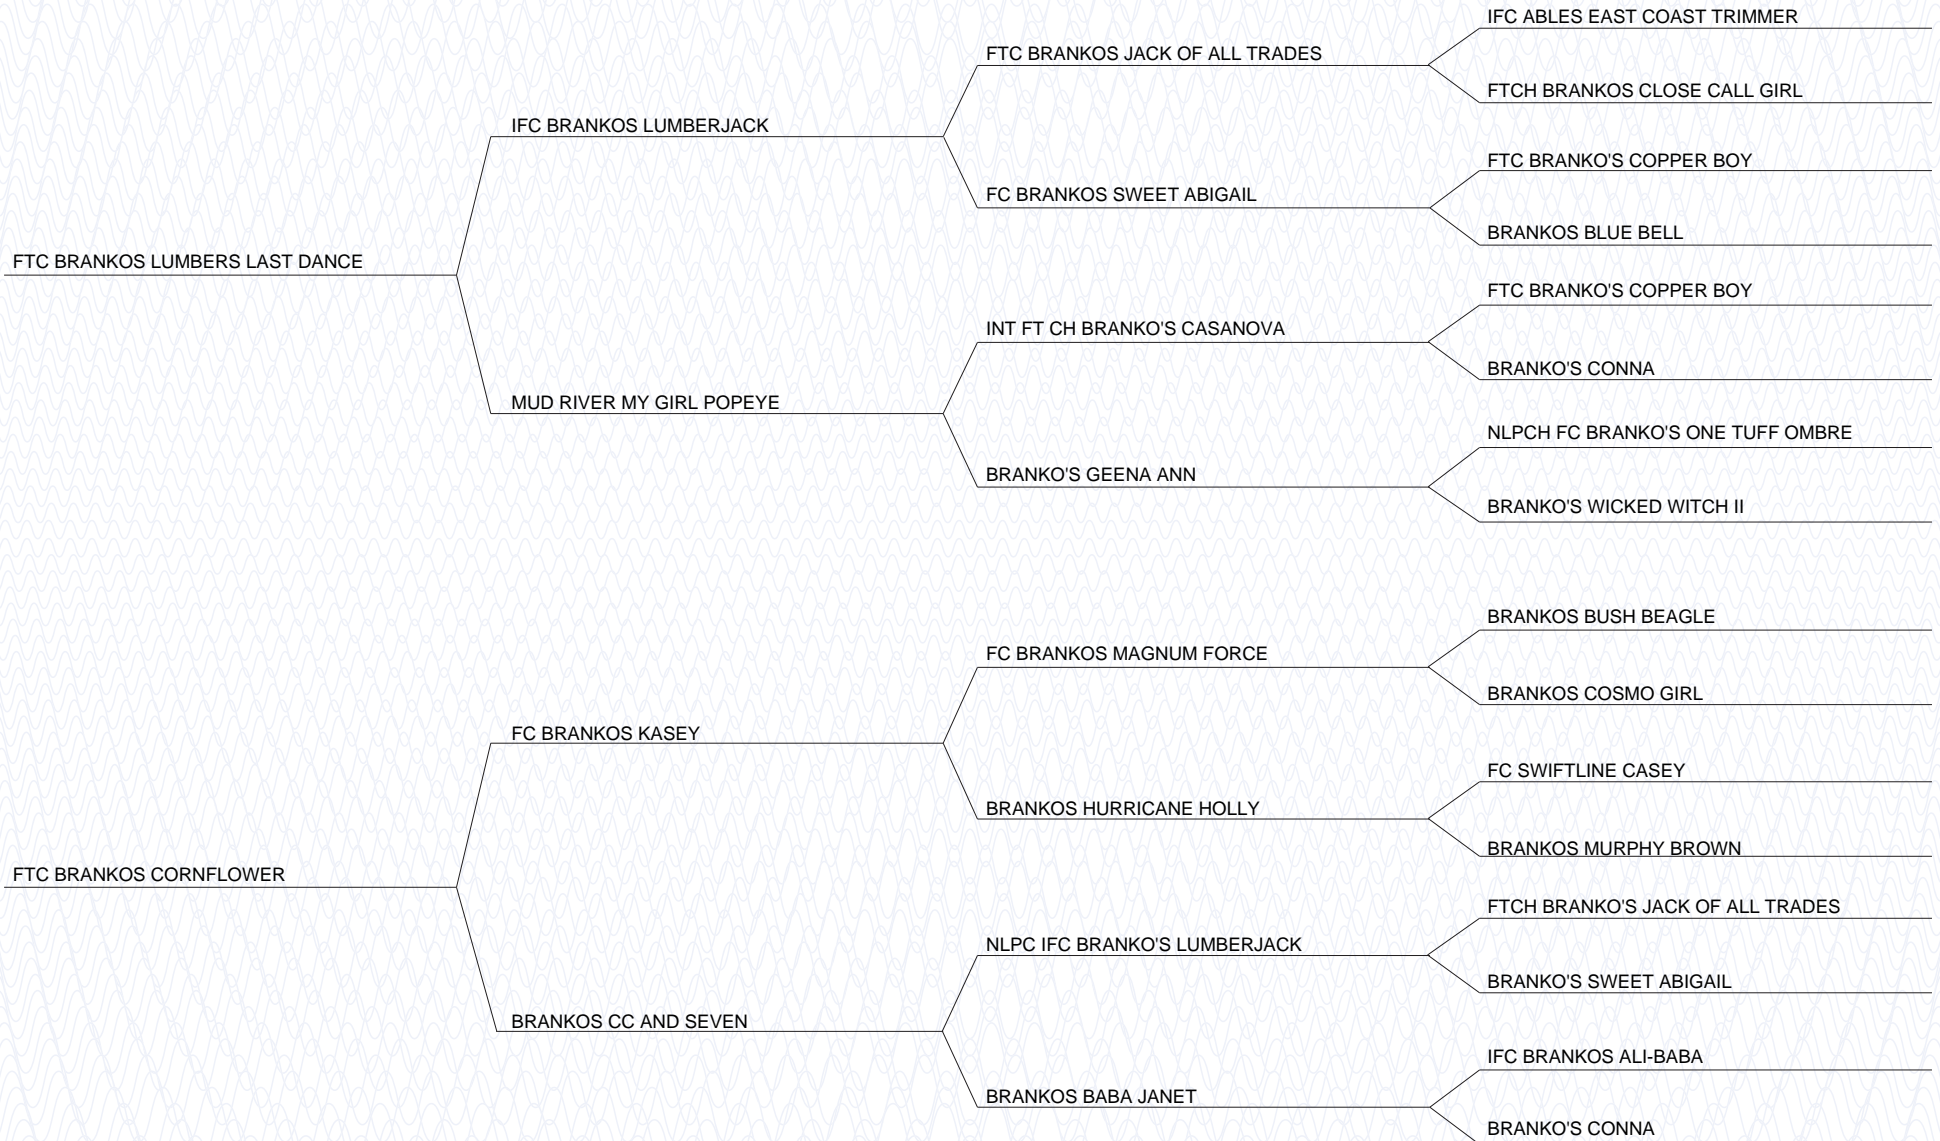 IFC ABLES EAST COAST TRIMMER
FTC BRANKOS JACK OF ALL TRADES
FTCH BRANKOS CLOSE CALL GIRL
IFC BRANKOS LUMBERJACK
FTC BRANKO'S COPPER BOY
FC BRANKOS SWEET ABIGAIL
BRANKOS BLUE BELL
FTC BRANKOS LUMBERS LAST DANCE
FTC BRANKO'S COPPER BOY
INT FT CH BRANKO'S CASANOVA
BRANKO'S CONNA
MUD RIVER MY GIRL POPEYE
NLPCH FC BRANKO'S ONE TUFF OMBRE
BRANKO'S GEENA ANN
BRANKO'S WICKED WITCH II
BRANKOS BUSH BEAGLE
FC BRANKOS MAGNUM FORCE
BRANKOS COSMO GIRL
FC BRANKOS KASEY
FC SWIFTLINE CASEY
BRANKOS HURRICANE HOLLY
BRANKOS MURPHY BROWN
FTC BRANKOS CORNFLOWER
FTCH BRANKO'S JACK OF ALL TRADES
NLPC IFC BRANKO'S LUMBERJACK
BRANKO'S SWEET ABIGAIL
BRANKOS CC AND SEVEN
IFC BRANKOS ALI-BABA
BRANKOS BABA JANET
BRANKO'S CONNA